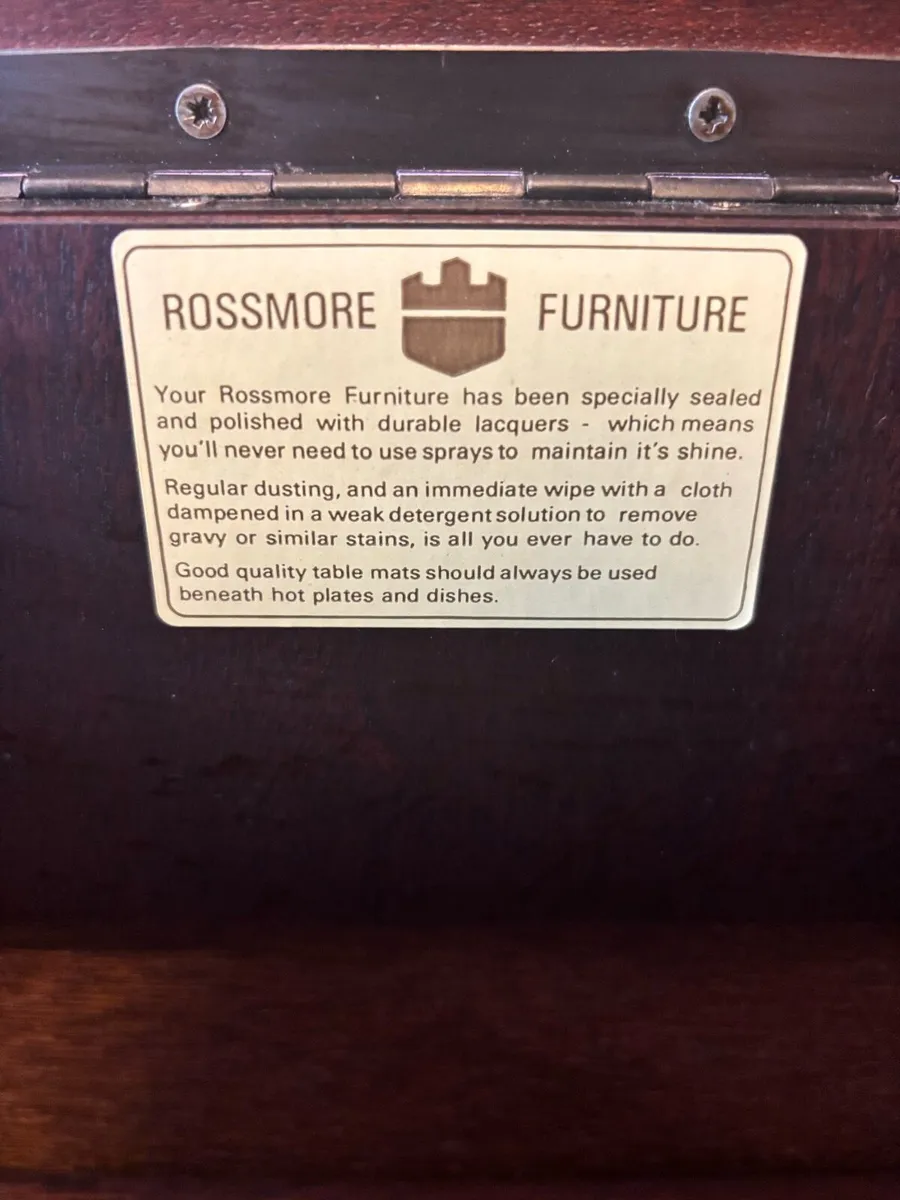 ROSSMORE FURNITURE
Your Rossmore Furniture has been specially sealed
and polished with durable lacquers - which means
you'll never need to use sprays to maintain it's shine.
Regular dusting, and an immediate wipe with a cloth
dampened in a weak detergent solution to remove
gravy or similar stains, is all you ever have to do.
Good quality table mats should always be used
beneath hot plates and dishes.